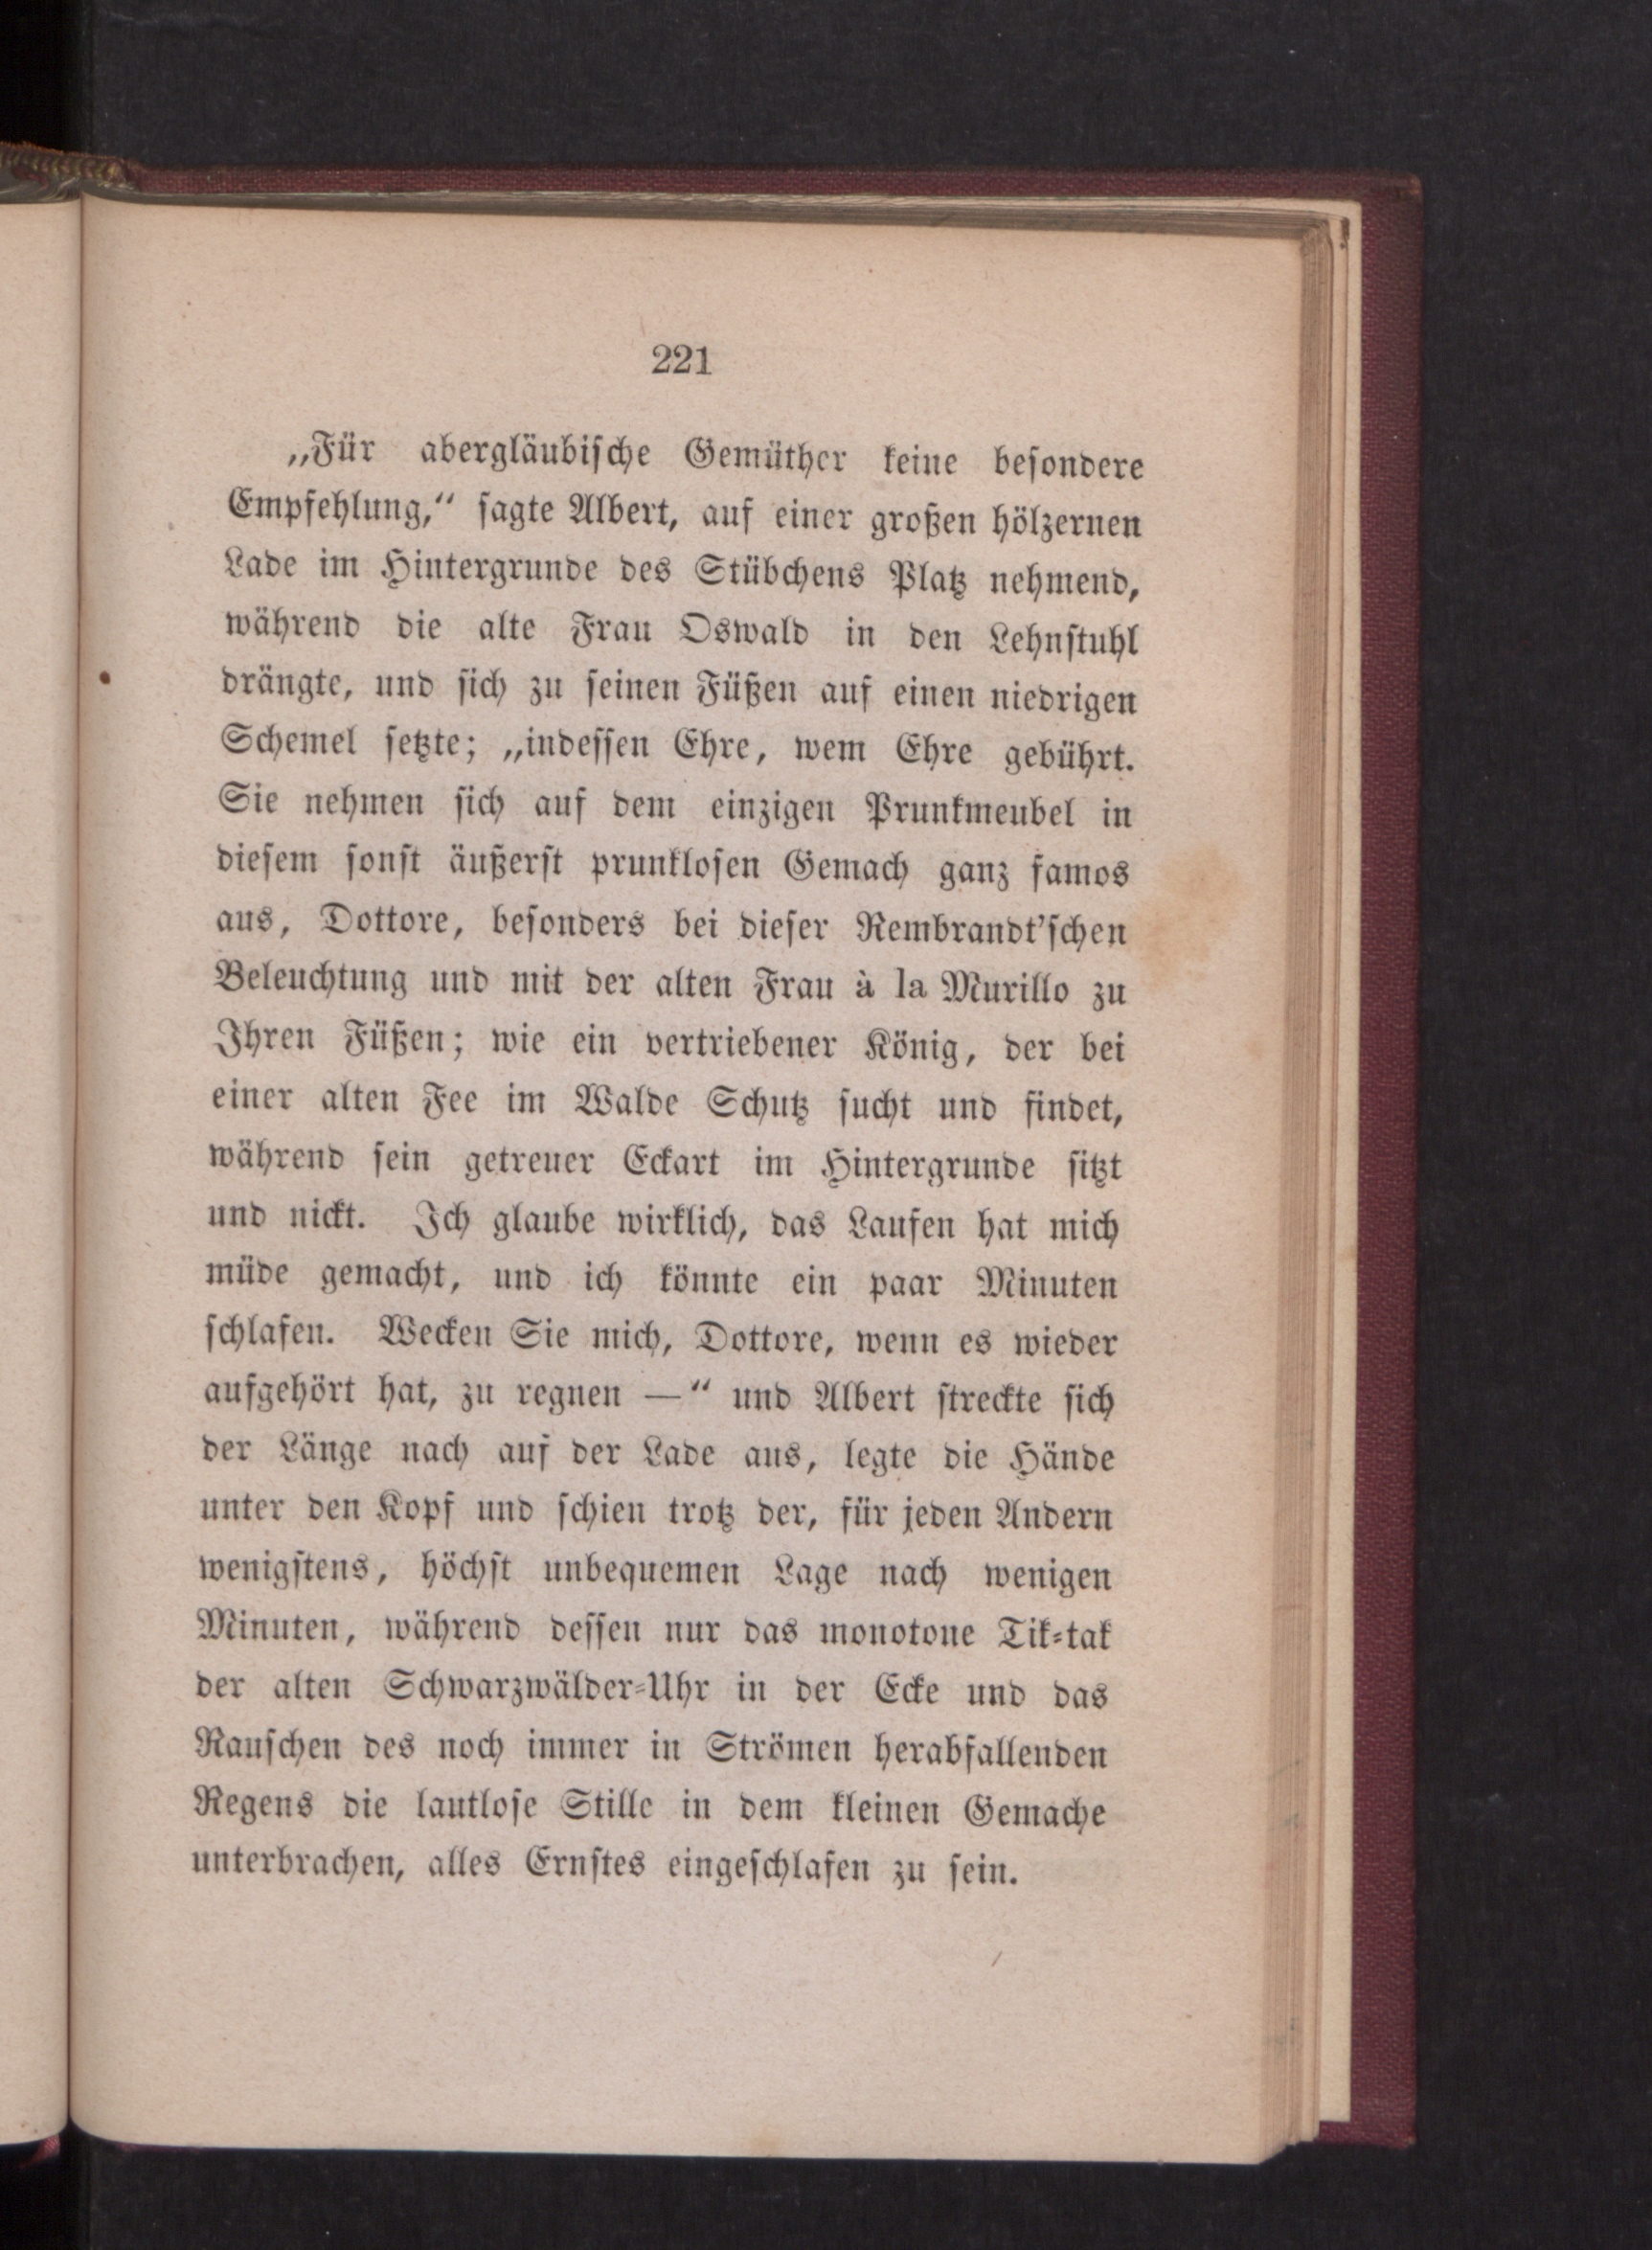 221
„Für abergläubische Gemüther keine besondere
Empfehlung,“ sagte Albert, auf einer großen hölzernen
Lade im Hintergrunde des Stübchens Platz nehmend,
während die alte Frau Oswald in den Lehnstuhl
drängte, und sich zu seinen Füßen auf einen niedrigen
Schemel setzte; „indessen Ehre, wem Ehre gebührt.
Sie nehmen sich auf dem einzigen Prunkmeubel in
diesem sonst äußerst prunklosen Gemach ganz famos
aus, Dottore, besonders bei dieser Rembrandt’schen
Beleuchtung und mit der alten Frau à la Murillo zu
Ihren Füßen; wie ein vertriebener König, der bei
einer alten Fee im Walde Schutz sucht und findet,
während sein getreuer Eckart im Hintergrunde sitzt
und nickt. Ich glaube wirklich, das Laufen hat mich
müde gemacht, und ich könnte ein paar Minuten
schlafen. Wecken Sie mich, Dottore, wenn es wieder
aufgehört hat, zu regnen —“ und Albert streckte sich
der Länge nach auf der Lade aus, legte die Hände
unter den Kopf und schien trotz der, für jeden Andern
wenigstens, höchst unbequemen Lage nach wenigen
Minuten, während dessen nur das monotone Tik-tak
der alten Schwarzwälder-Uhr in der Ecke und das
Rauschen des noch immer in Strömen herabfallenden
Regens die lautlose Stille in dem kleinen Gemache
unterbrachen, alles Ernstes eingeschlafen zu sein.